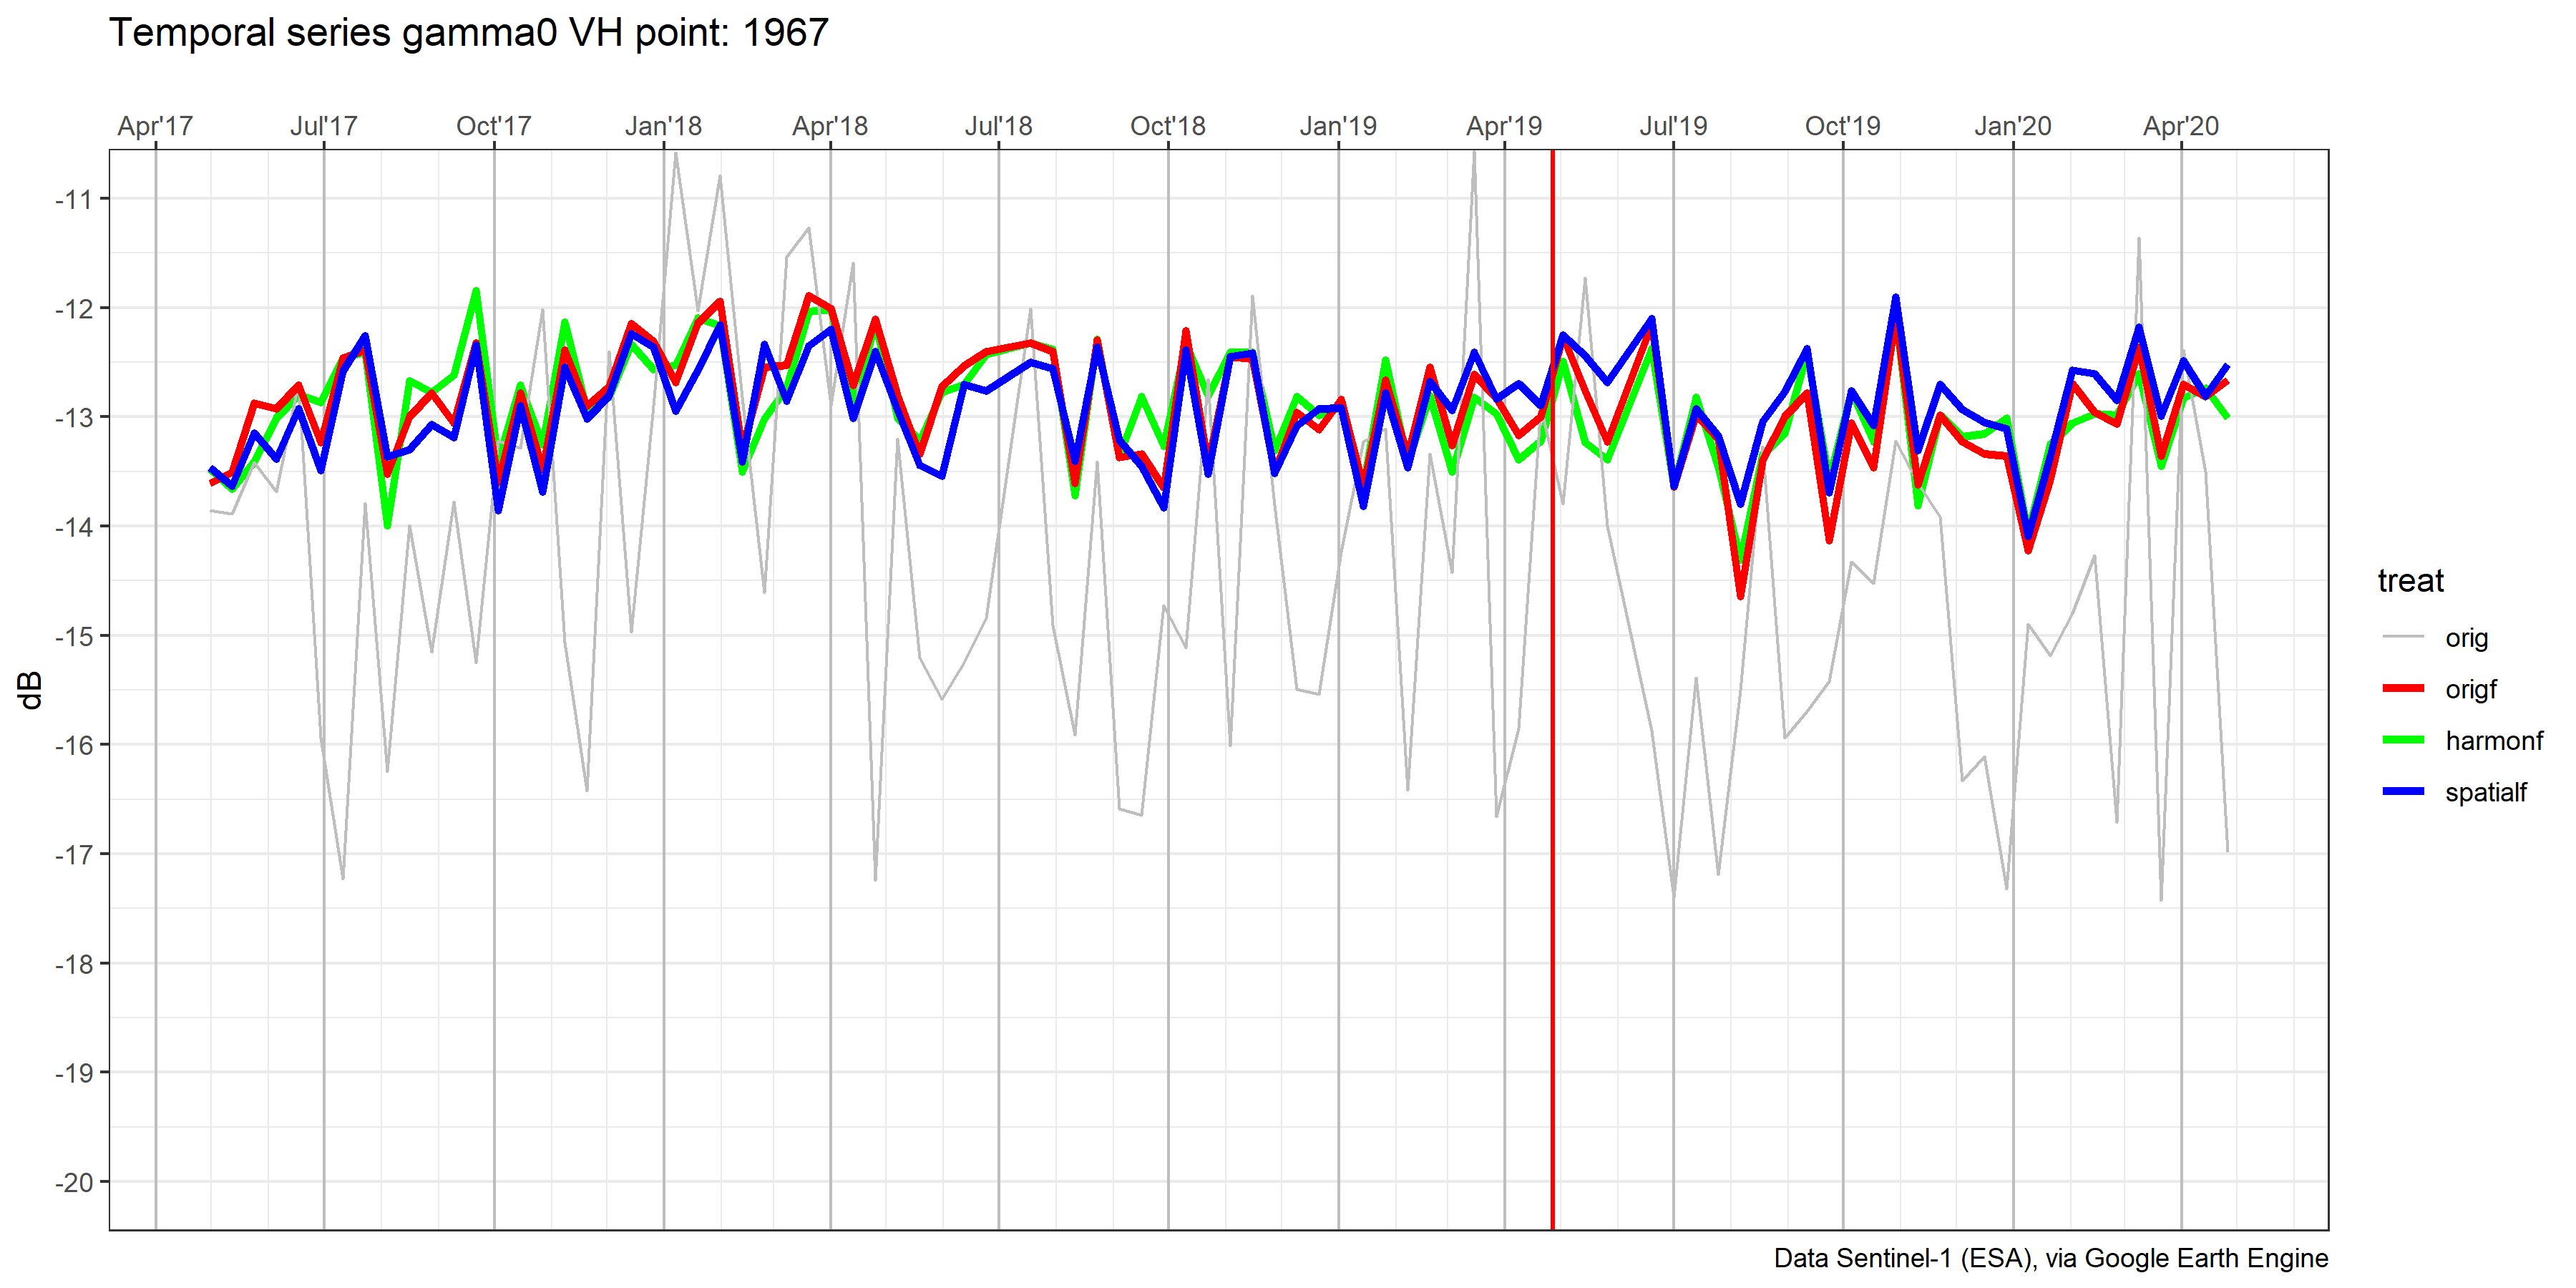 Temporal series gamma0 VH point: 1967
Apr'17 Jul'17 Oct'17 Jan'18 Apr'18 Jul'18 Oct'18 Jan'19 Apr'19 Jul'19 Oct'19 Jan'20 Apr'20
-11
-12
-13
-14
-15
-16
-17
-18
-19
-20
dB
treat
orig
origf
harmonf
spatialf
Data Sentinel-1 (ESA), via Google Earth Engine